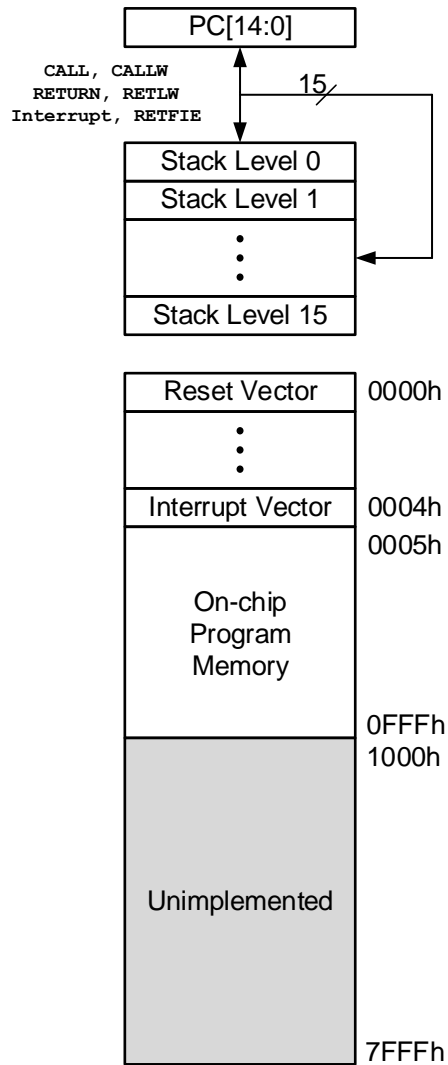 PC[14:0]
CALL, CALLW
RETURN, RETLW
Interrupt, RETFIE
15
Stack Level 0
Stack Level 1
Stack Level 15
Reset Vector
0000h
Interrupt Vector
0004h
0005h
On-chip
Program
Memory
0FFFh
1000h
Unimplemented
7FFFh